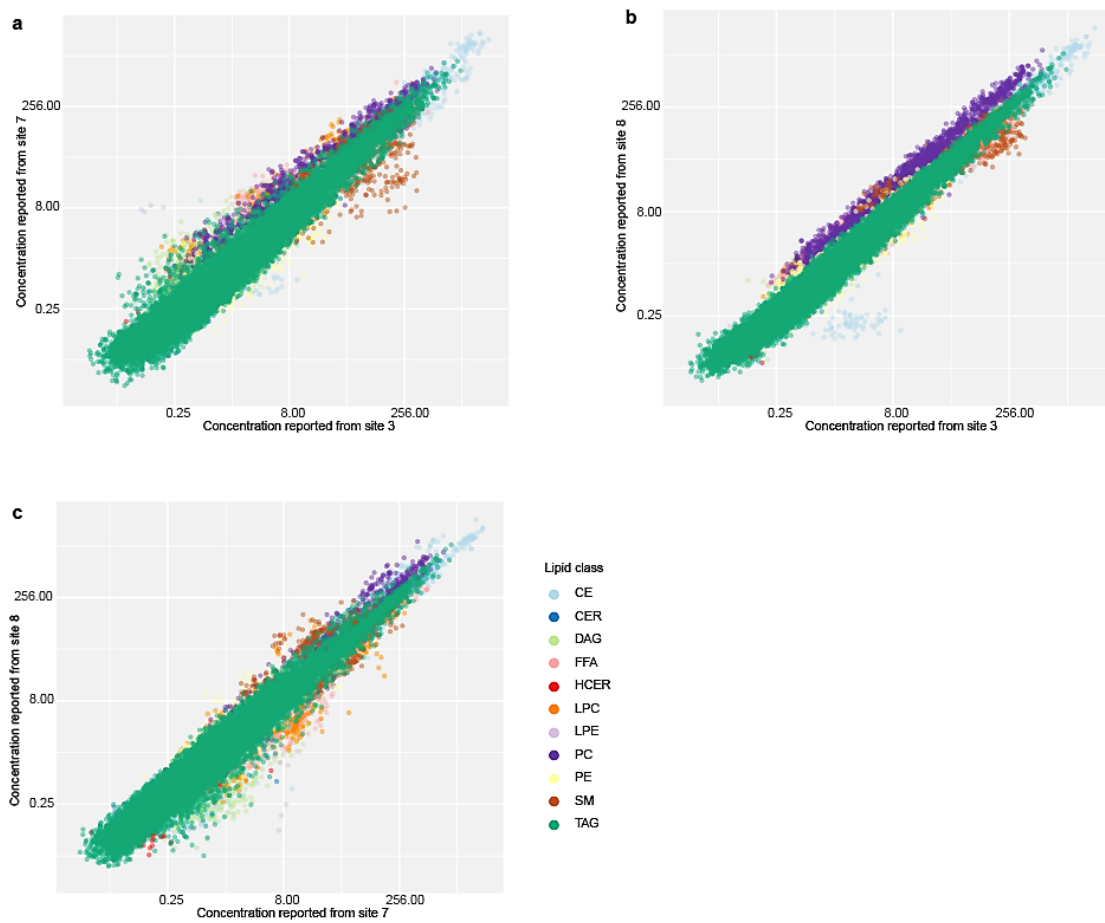 a
256.00
8.00
0.25
Concentration reported from site 7
0.25 8.00 256.00
Concentration reported from site 3
b
256.00
8.00
0.25
Concentration reported from site 8
0.25 8.00 256.00
Concentration reported from site 3
c
256.00
8.00
0.25
Concentration reported from site 8
0.25 8.00 256.00
Concentration reported from site 7
Lipid class
CE
CER
DAG
FFA
HCER
LPC
LPE
PC
PE
SM
TAG